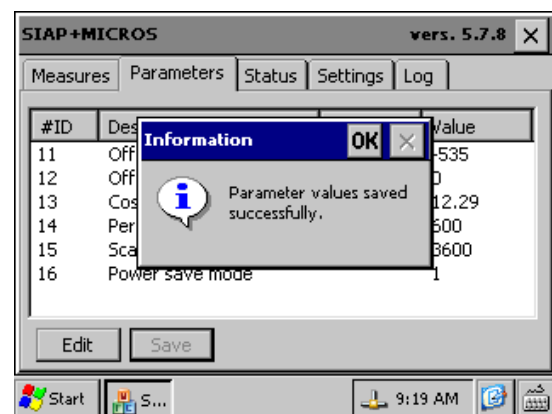 SIAP+MICROS vers. 5.7.8
Measures Parameters Status Settings Log
#ID Des Value
Information OK
11 Off -535
12 Off 0
13 Cos 12.29
14 Per 600
15 Sca 3600
16 Power save mode 1
Parameter values saved
successfully.
Edit Save
Start S... 9:19 AM